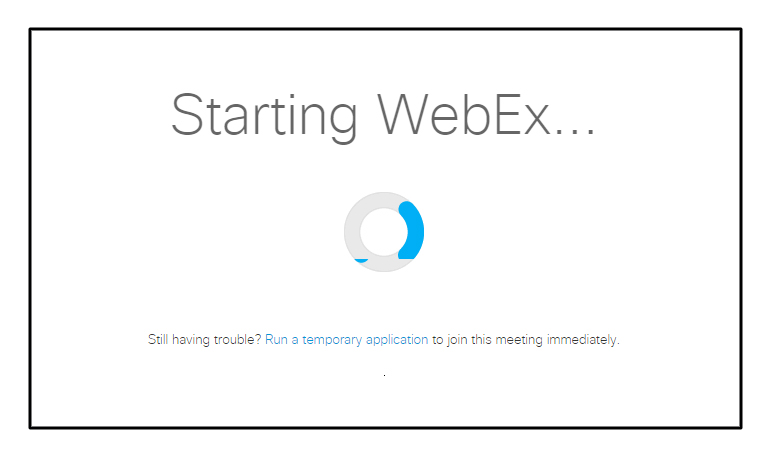 Starting WebEx...
Still having trouble? Run a temporary application to join this meeting immediately.
.